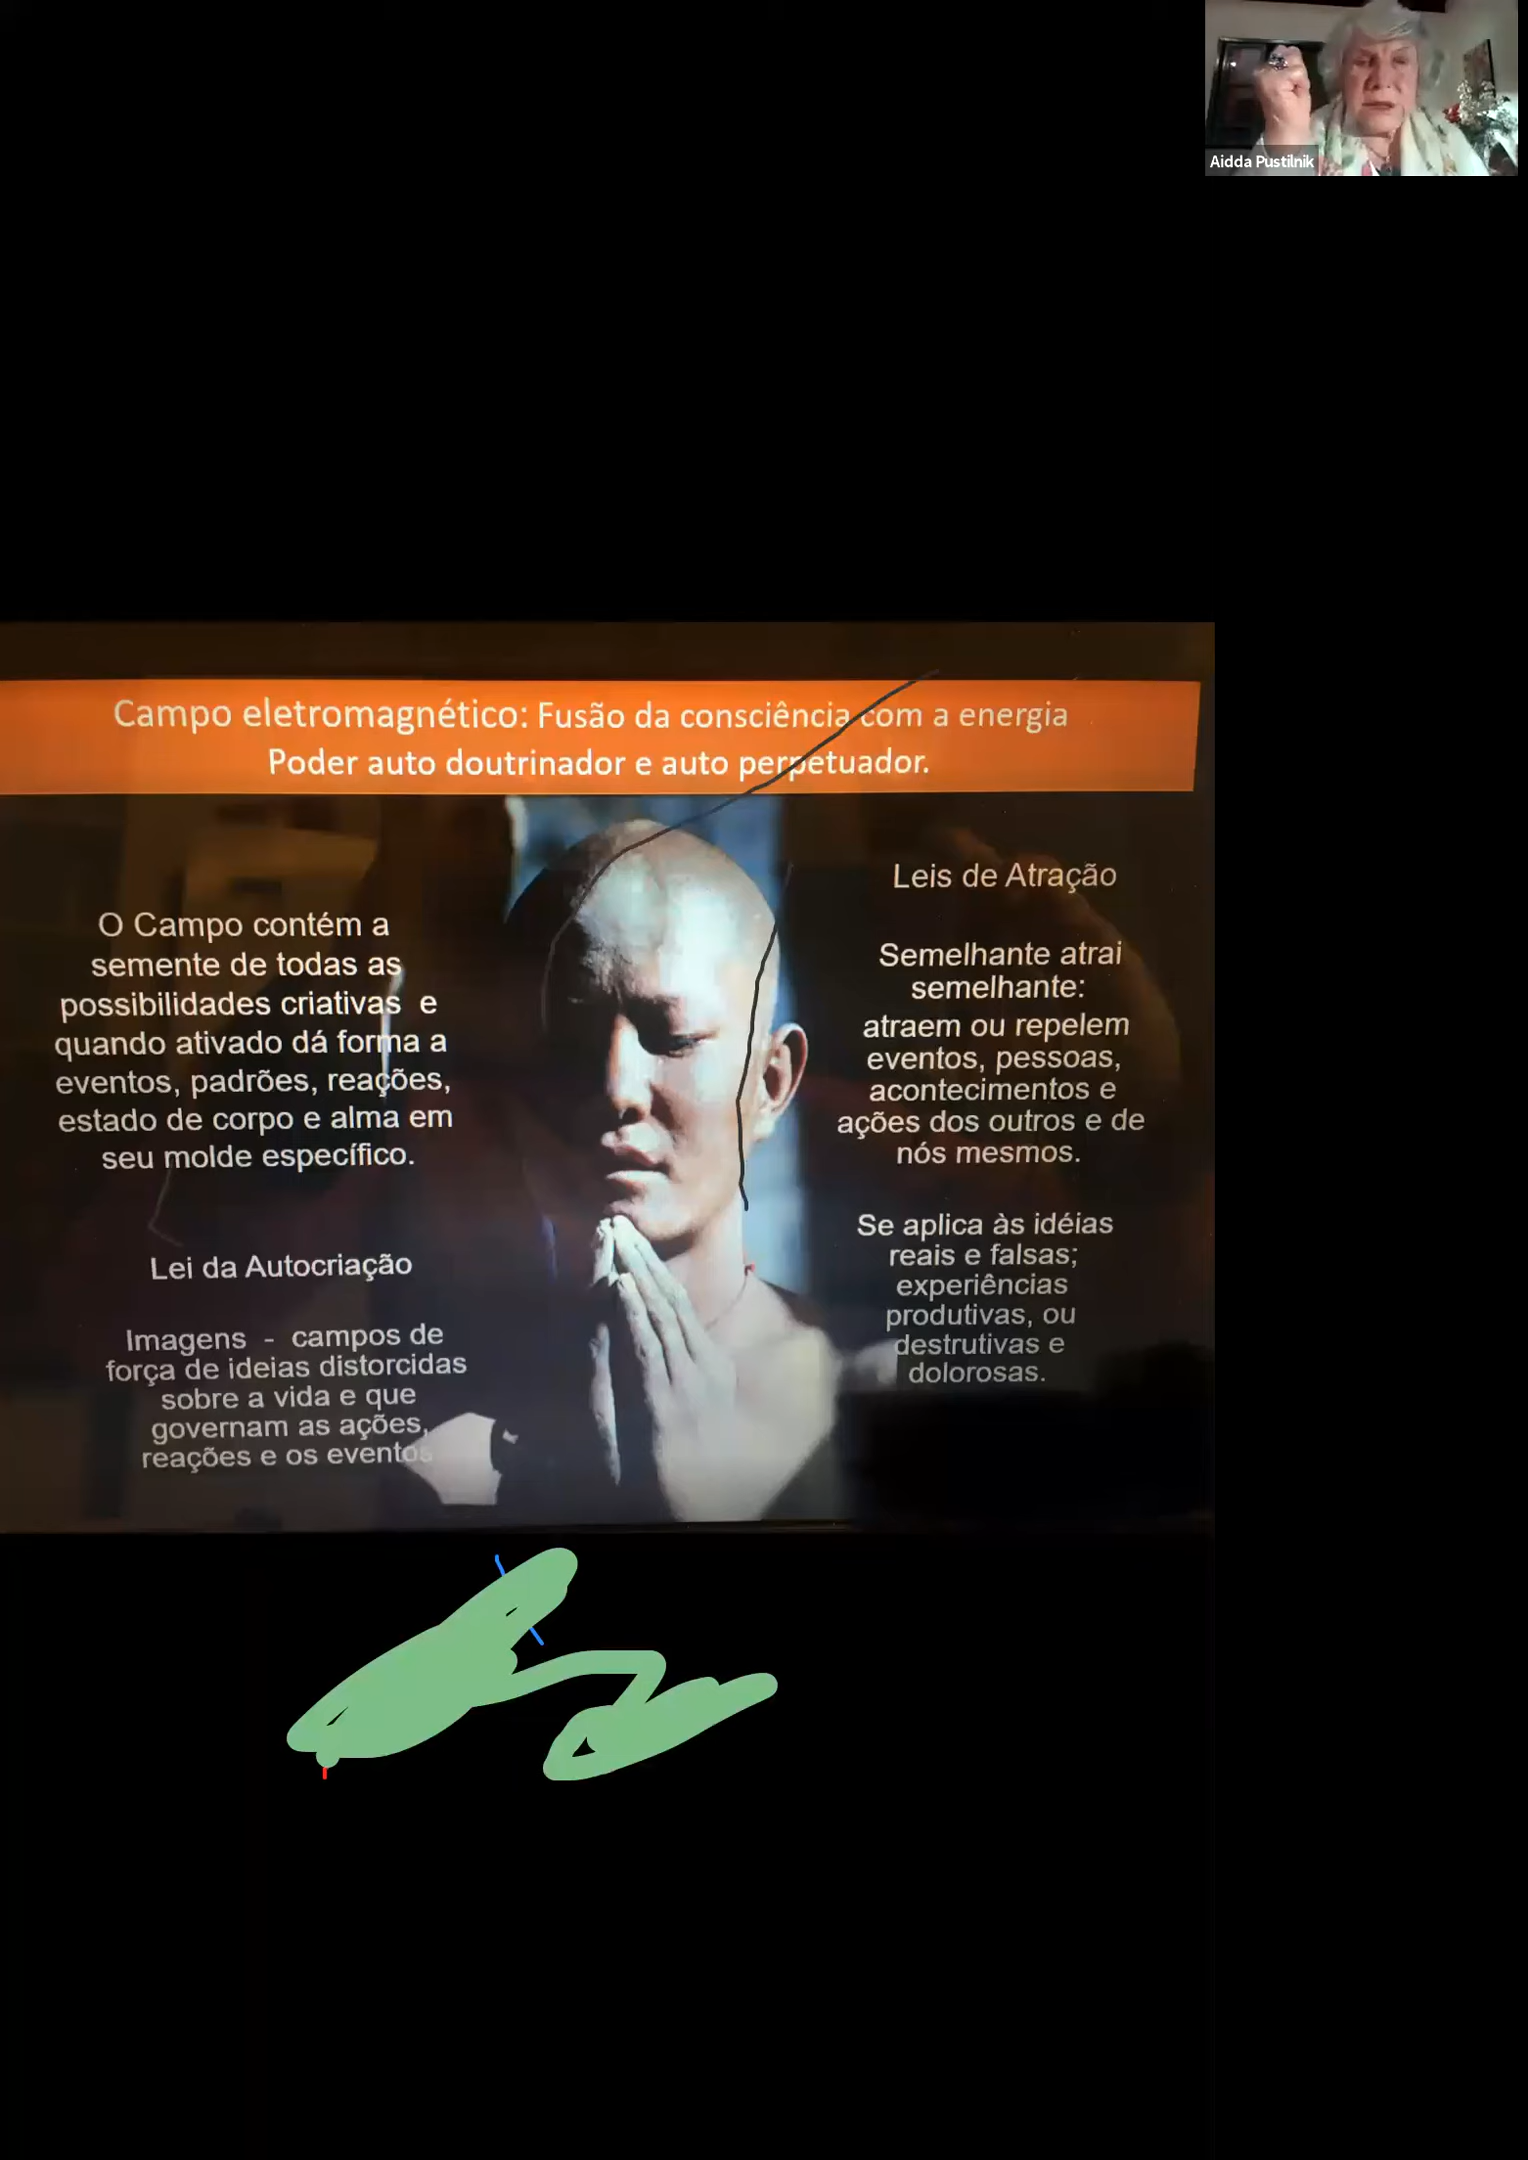 Aidda Pustilnik
Campo eletromagnético: Fusão da consciência com a energia
Poder auto doutrinador e auto perpetuador.
O Campo contém a
semente de todas as
possibilidades criativas e
quando ativado dá forma a
eventos, padrões, reações,
estado de corpo e alma em
seu molde específico.
Lei da Autocriação
Imagens - campos de
força de ideias distorcidas
sobre a vida e que
governam as ações,
reações e os eventos
Leis de Atração
Semelhante atrai
semelhante:
atraem ou repelem
eventos, pessoas,
acontecimentos e
ações dos outros e de
nós mesmos.
Se aplica às idéias
reais e falsas;
experiências
produtivas, ou
destrutivas e
dolorosas.